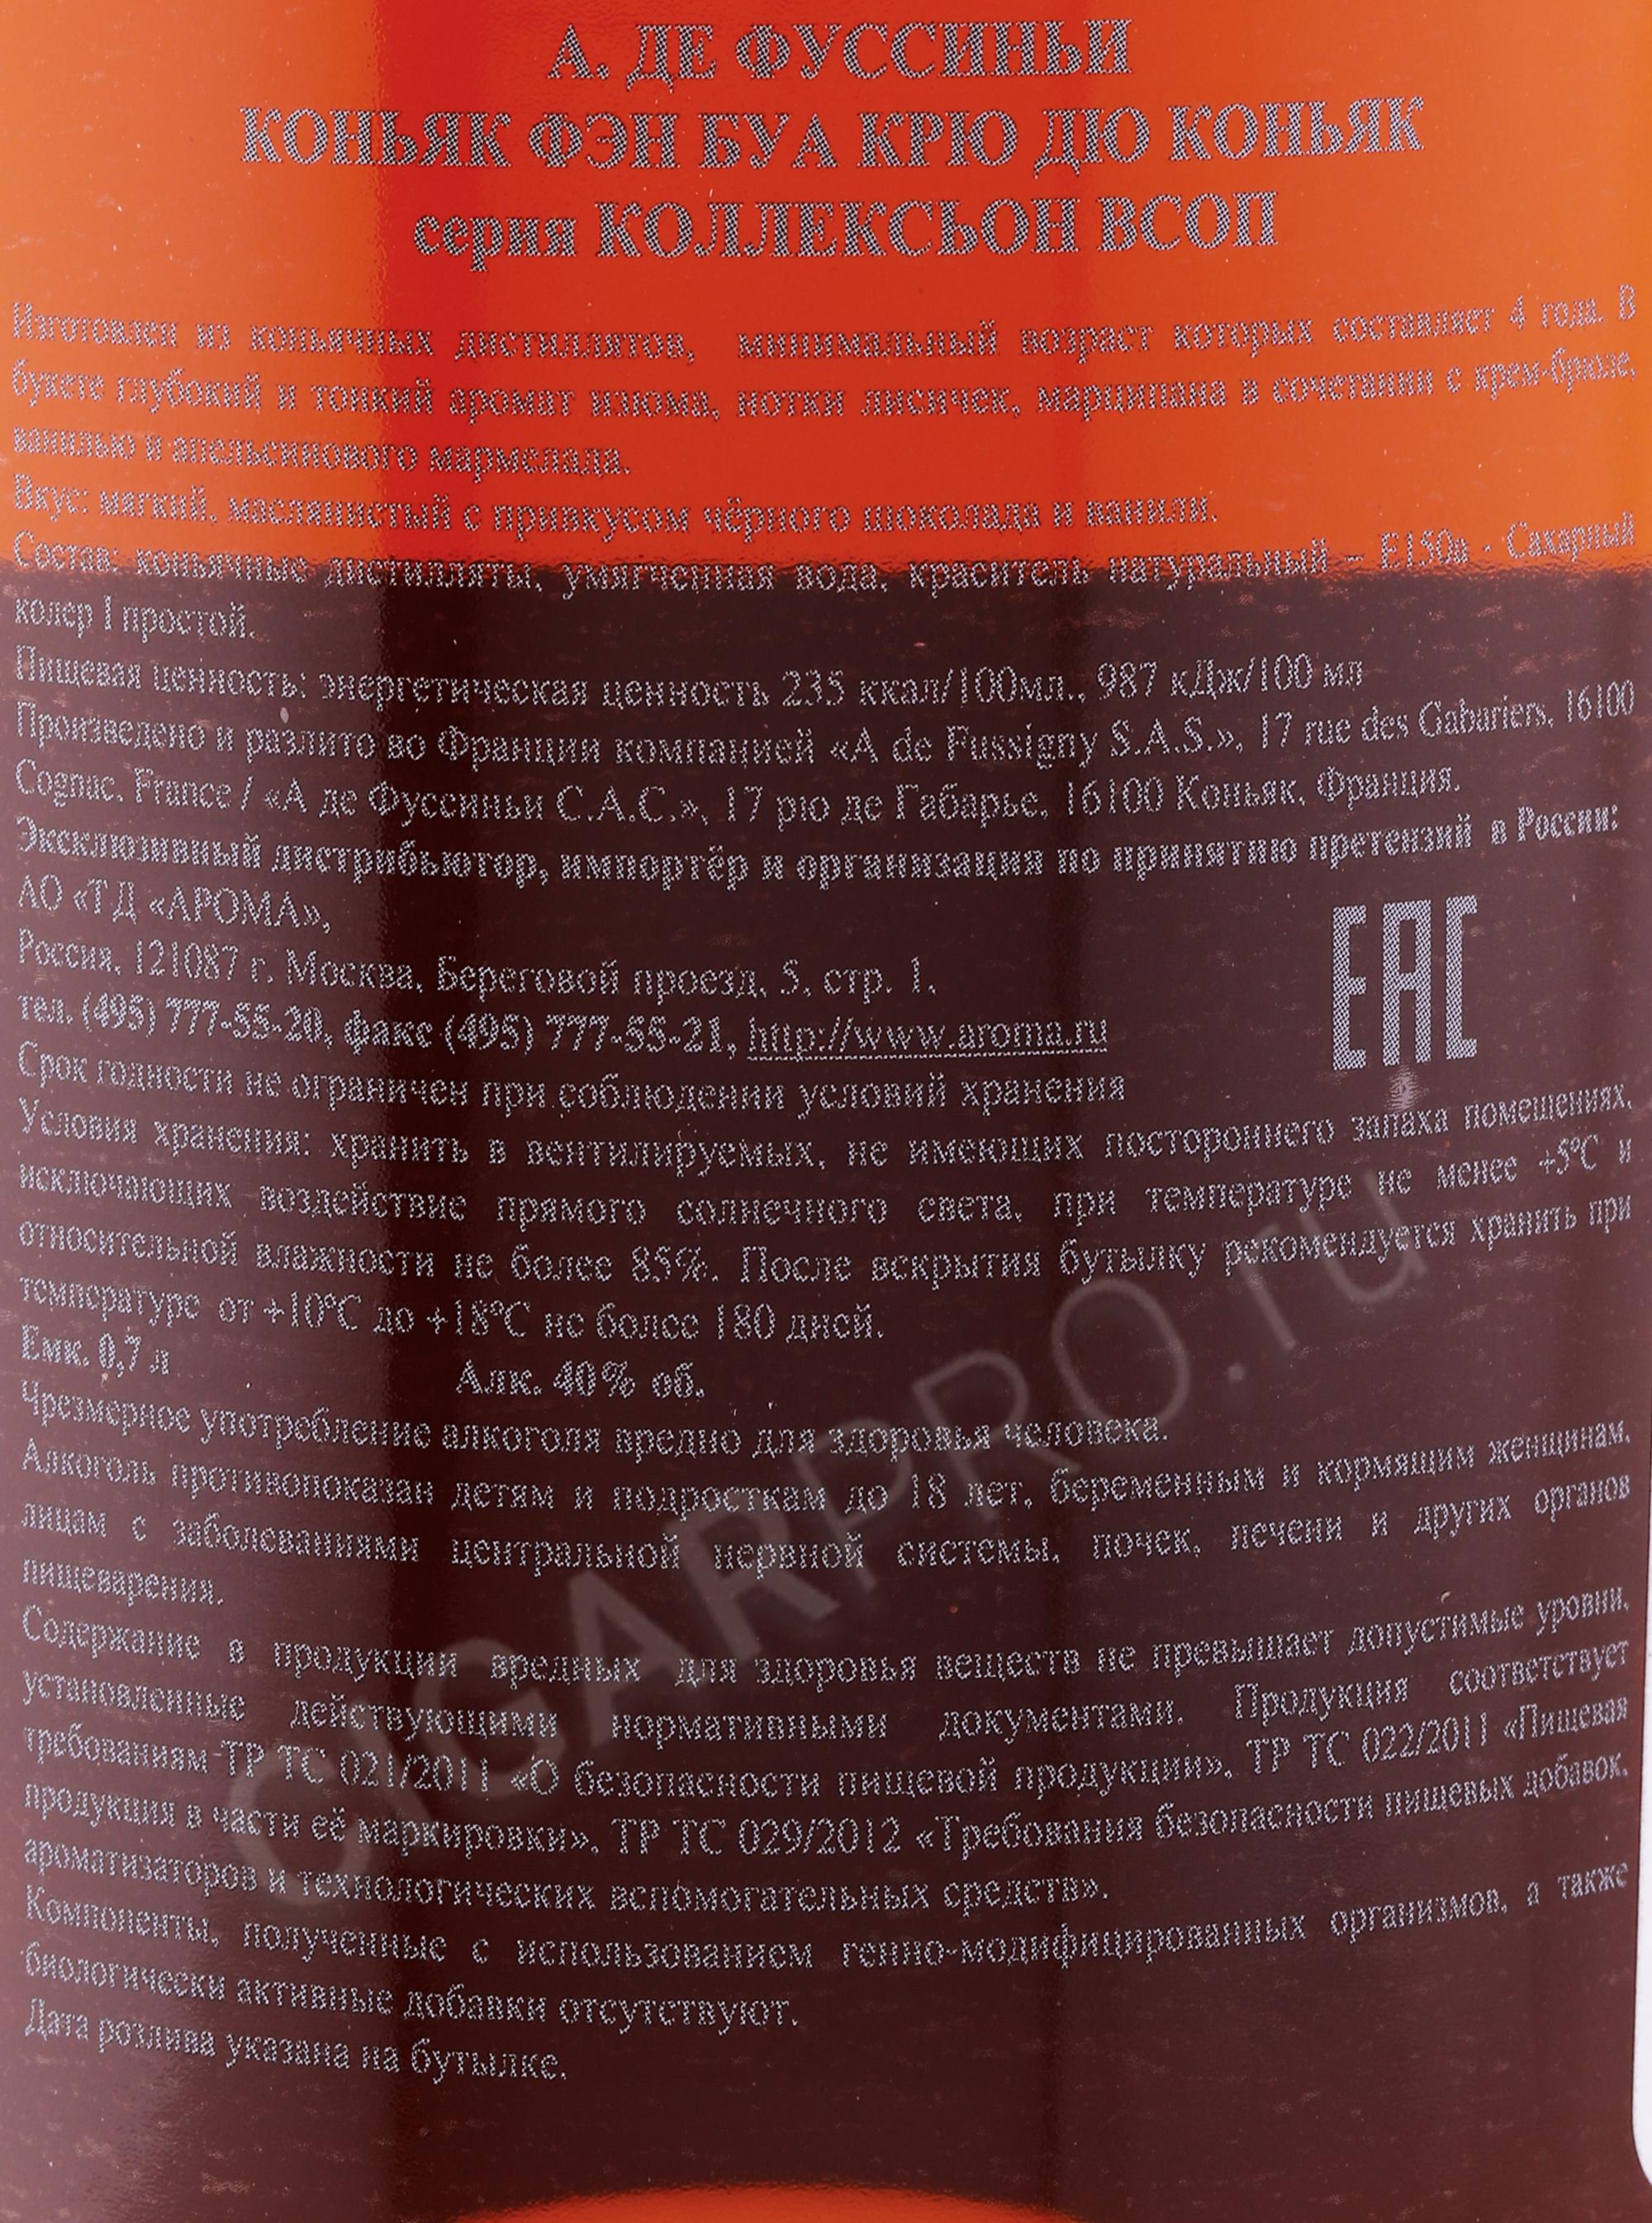 А. ДЕ ФУССИНЬИ
КОНЬЯК ФЭН БУА КРЮ ДЮ КОНЬЯК
серия КОЛЛЕКСЬОН ВСОП
Изготовлен из коньячных дистиллятов, минимальный возраст которых составляет 4 года. В
букете глубокий и тонкий аромат изюма, нотки лисичек, марципана в сочетании с крем-брюле,
ванилью и апельсинового мармелада.
Вкус: мягкий, маслянистый с привкусом чёрного шоколада и ванили.
Состав: коньячные дистилляты, умягченная вода, краситель натуральный – Е150а - Сахарный
колер I простой.
Пищевая ценность: энергетическая ценность 235 ккал/100мл., 987 кДж/100 мл
Произведено и разлито во Франции компанией «A de Fussigny S.A.S.», 17 rue des Gabariers, 16100
Cognac, France / «А де Фуссиньи С.А.С.», 17 рю де Габарье, 16100 Коньяк, Франция.
Эксклюзивный дистрибьютор, импортёр и организация по принятию претензий в России:
АО «ТД «АРОМА»,
Россия, 121087 г. Москва, Береговой проезд, 5, стр. 1,
тел. (495) 777-55-20, факс (495) 777-55-21, http://www.aroma.ru
EAC
Срок годности не ограничен при соблюдении условий хранения
Условия хранения: хранить в вентилируемых, не имеющих постороннего запаха помещениях,
исключающих воздействие прямого солнечного света, при температуре не менее +5°С и
относительной влажности не более 85%. После вскрытия бутылку рекомендуется хранить при
температуре от +10°С до +18°С не более 180 дней.
Емк. 0,7 л Алк. 40% об.
Чрезмерное употребление алкоголя вредно для здоровья человека.
Алкоголь противопоказан детям и подросткам до 18 лет, беременным и кормящим женщинам,
лицам с заболеваниями центральной нервной системы, почек, печени и других органов
пищеварения.
Содержание в продукции вредных для здоровья веществ не превышает допустимые уровни,
установленные действующими нормативными документами. Продукция соответствует
требованиям ТР ТС 021/2011 «О безопасности пищевой продукции», ТР ТС 022/2011 «Пищевая
продукция в части её маркировки», ТР ТС 029/2012 «Требования безопасности пищевых добавок,
ароматизаторов и технологических вспомогательных средств».
Компоненты, полученные с использованием генно-модифицированных организмов, а также
биологически активные добавки отсутствуют.
Дата розлива указана на бутылке.
CIGARPRO.ru